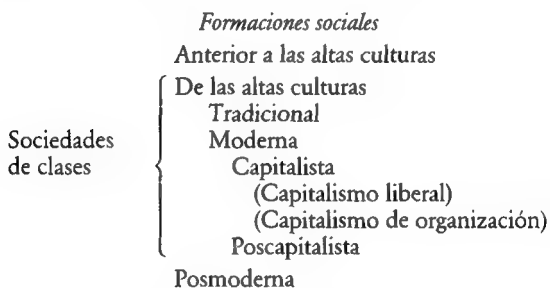 Formaciones sociales
Anterior a las altas culturas
De las altas culturas
Tradicional
Sociedades de clases
Moderna
Capitalista
(Capitalismo liberal)
(Capitalismo de organización)
Poscapitalista
Posmoderna